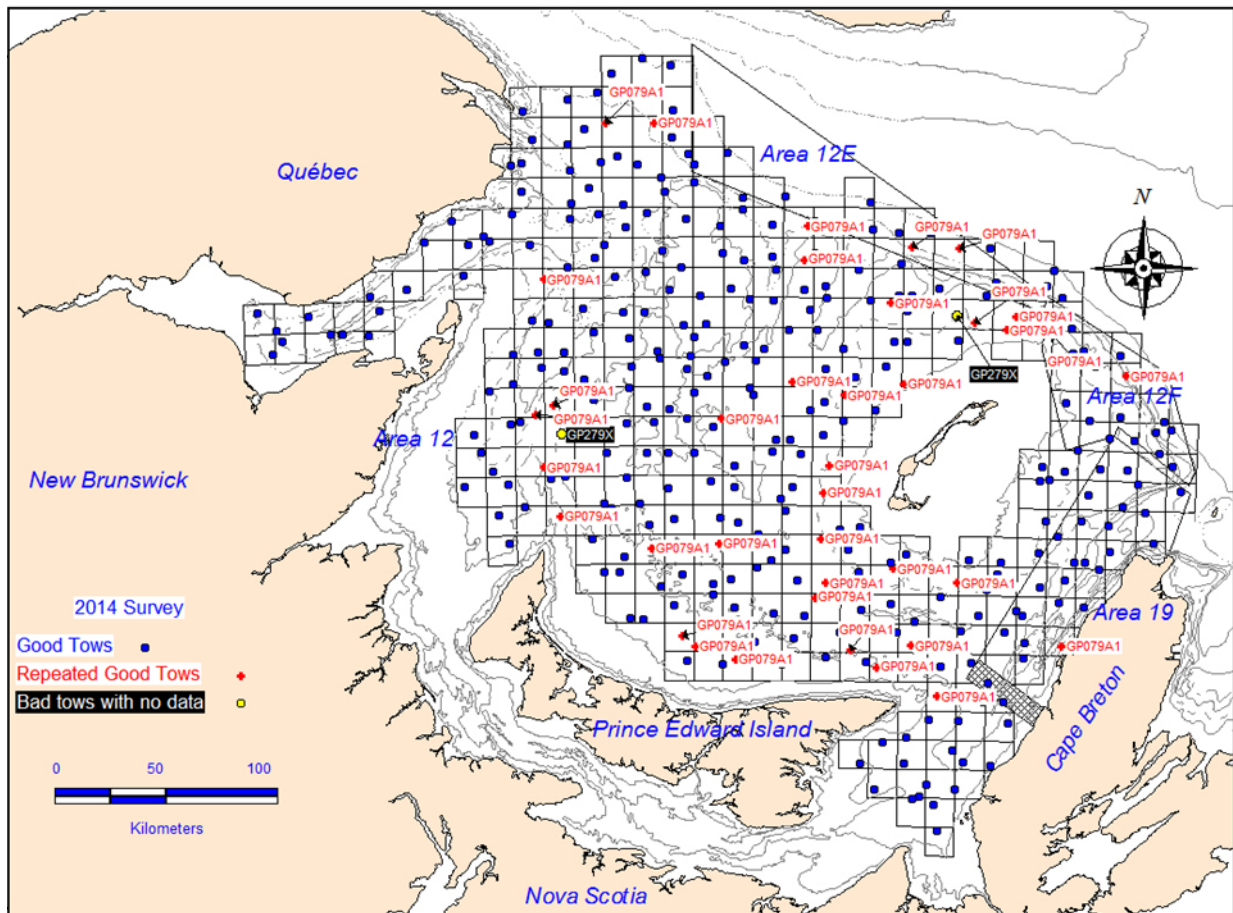 GP079A1
GP079A1
Area 12E
Québec
N
GP079A1
GP079A1
GP079A1
GP079A1
GP079A1
GP079A1
GP079A1
GP079A1
GP079A1
GP079A1
GP279X
GP079A1
GP079A1
GP079A1
GP079A1
GP079A1
Area 12F
GP079A1
GP079A1
Area 12
GP279X
GP079A1
GP079A1
New Brunswick
GP079A1
GP079A1
GP079A1
GP079A1
GP079A1
GP079A1
GP079A1
GP079A1
GP079A1
GP079A1
2014 Survey
Area 19
GP079A1
GP079A1
Good Tows
GP079A1
GP079A1
GP079A1
GP079A1
GP079A1
Repeated Good Tows
GP079A1
Bad tows with no data
Prince Edward Island
Cape Breton
0 50 100
Kilometers
Nova Scotia